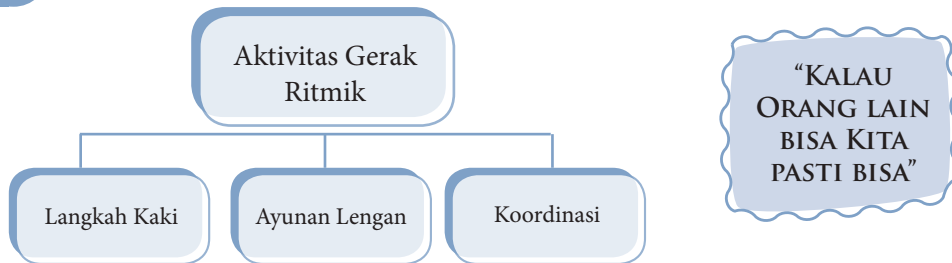 Aktivitas Gerak
Ritmik
Langkah Kaki
Ayunan Lengan
Koordinasi
“Kalau
Orang lain
bisa Kita
pasti bisa”